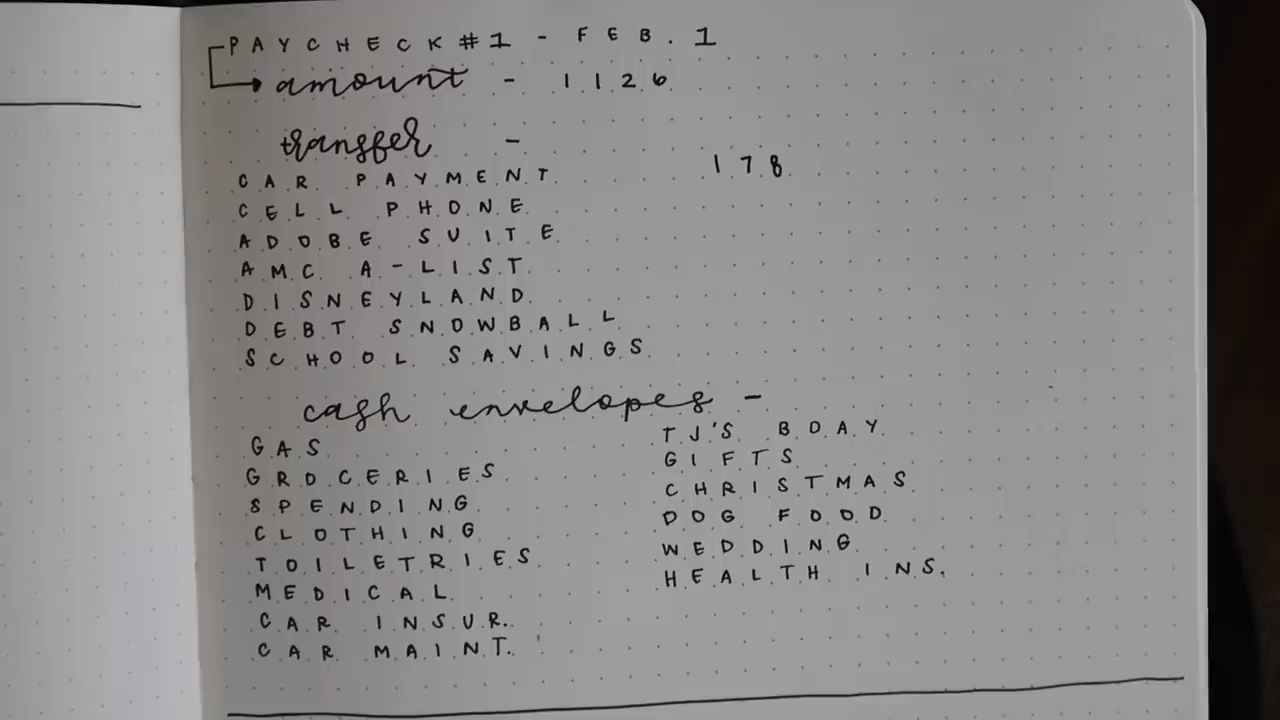 PAYCHECK #1 - FEB. 1
amount - 1126
transfer -
CAR PAYMENT 178
CELL PHONE
ADOBE SUITE
AMC A-LIST
DISNEYLAND
DEBT SNOWBALL
SCHOOL SAVINGS
cash envelopes -
GAS
GROCERIES
SPENDING
CLOTHING
TOILETRIES
MEDICAL
CAR INSUR.
CAR MAINT.
TJ'S BDAY
GIFTS
CHRISTMAS
DOG FOOD
WEDDING
HEALTH INS.